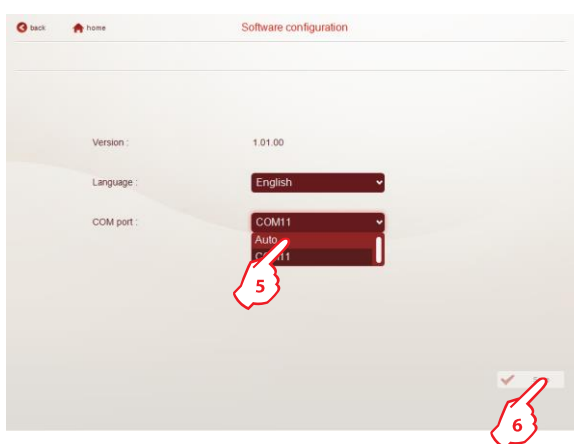 back home Software configuration
Version : 1.01.00
Language : English
COM port : COM11
Auto
5
6